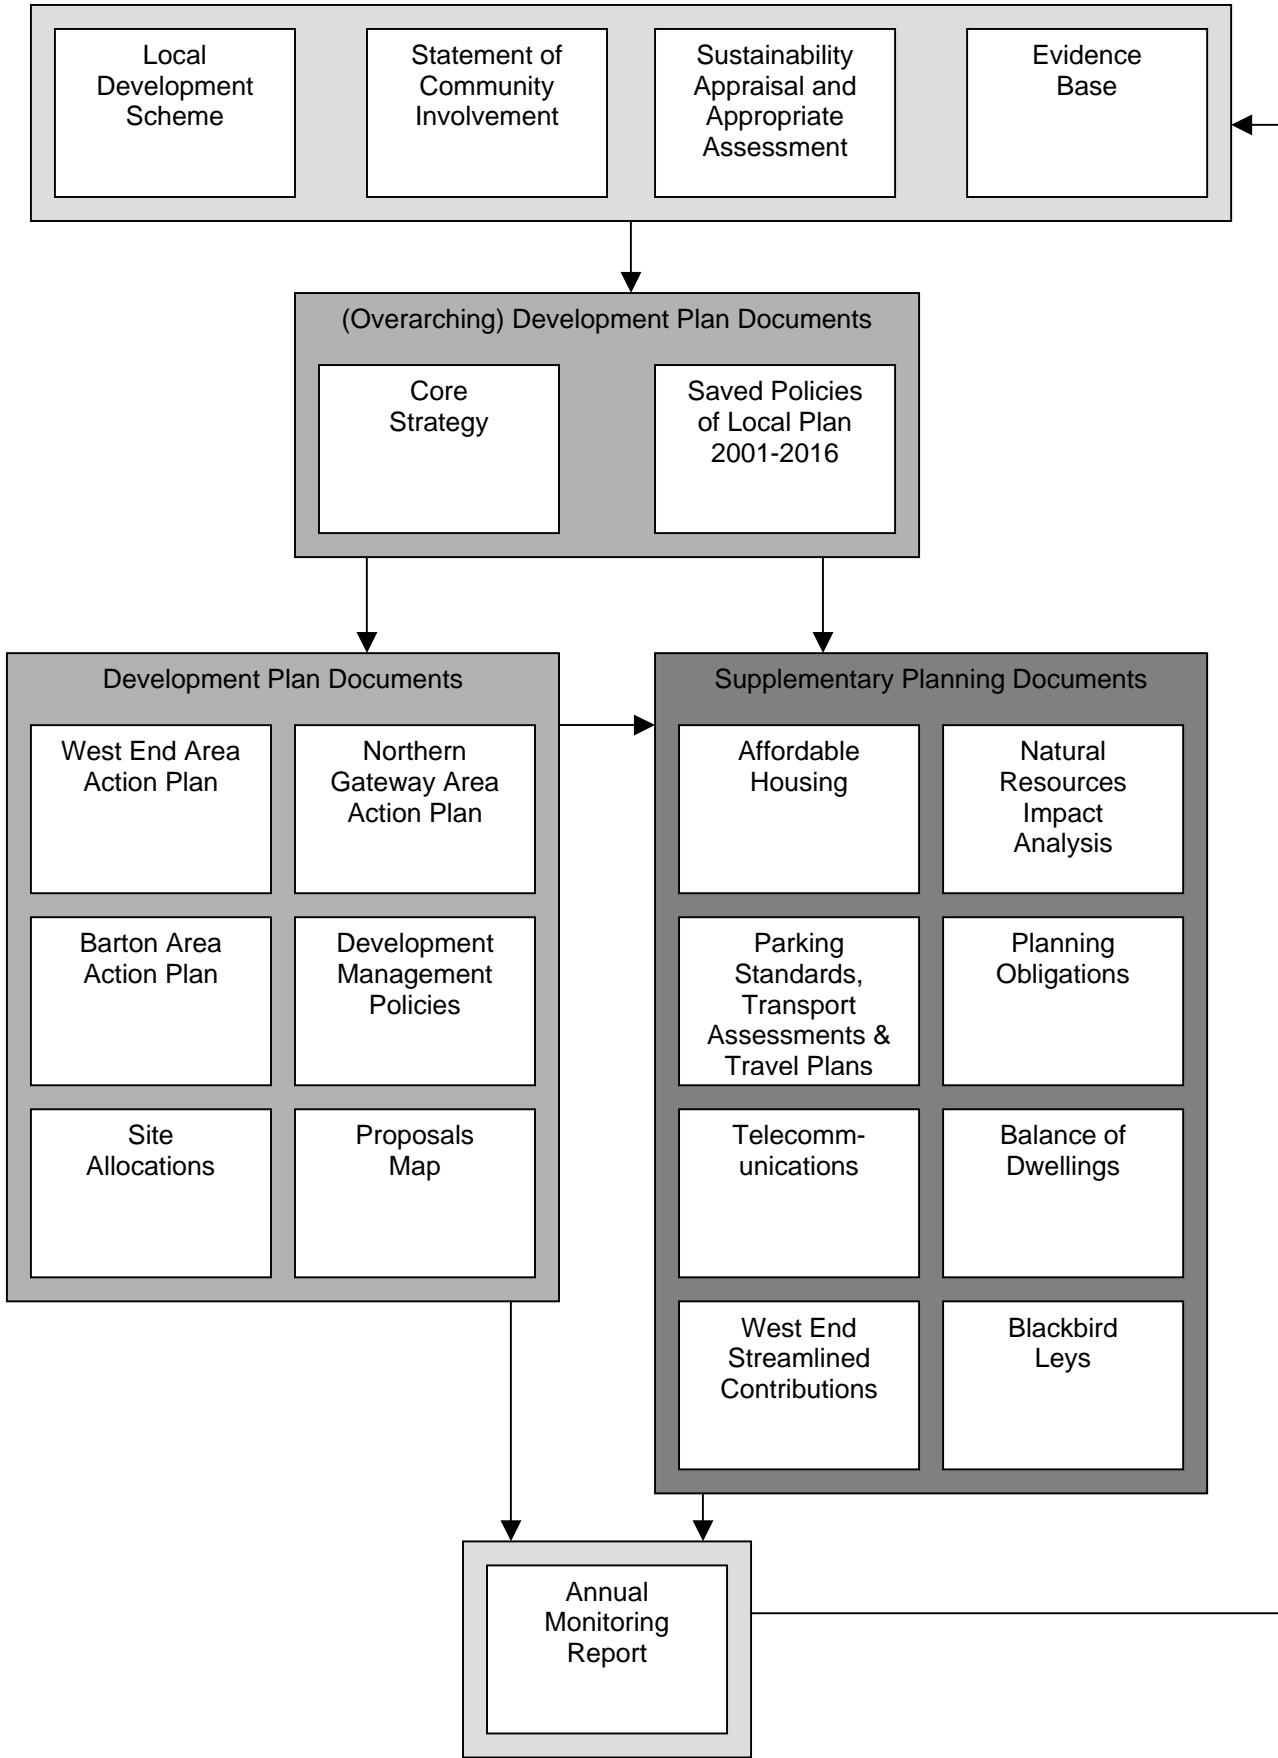 Local
Development
Scheme
Statement of
Community
Involvement
Sustainability
Appraisal and
Appropriate
Assessment
Evidence
Base
(Overarching) Development Plan Documents
Core
Strategy
Saved Policies
of Local Plan
2001-2016
Development Plan Documents
West End Area
Action Plan
Northern
Gateway Area
Action Plan
Barton Area
Action Plan
Development
Management
Policies
Site
Allocations
Proposals
Map
Supplementary Planning Documents
Affordable
Housing
Natural
Resources
Impact
Analysis
Parking
Standards,
Transport
Assessments &
Travel Plans
Planning
Obligations
Telecomm-
unications
Balance of
Dwellings
West End
Streamlined
Contributions
Blackbird
Leys
Annual
Monitoring
Report